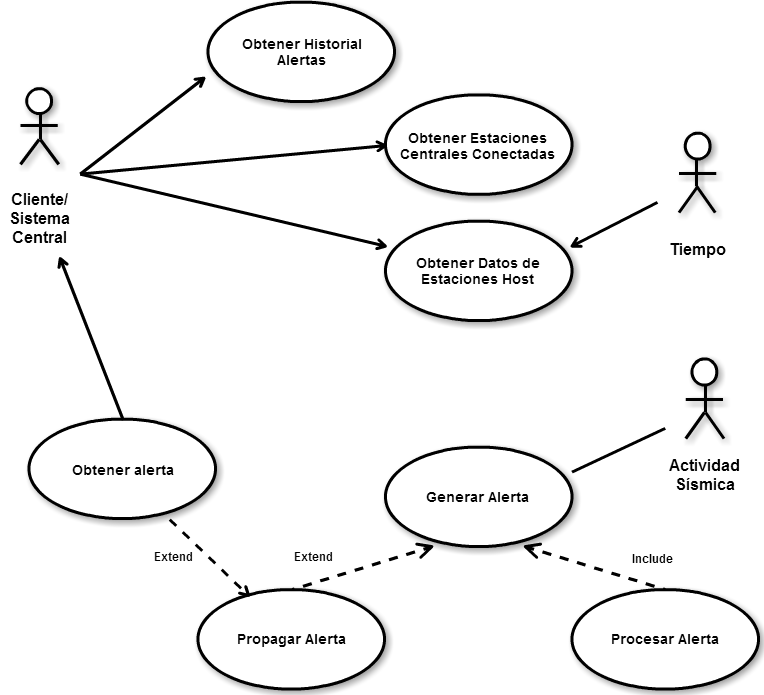 Obtener Historial
Alertas
Obtener Estaciones
Centrales Conectadas
Cliente/
Sistema
Central
Tiempo
Obtener Datos de
Estaciones Host
Actividad
Sísmica
Obtener alerta
Generar Alerta
Extend
Extend
Include
Propagar Alerta
Procesar Alerta